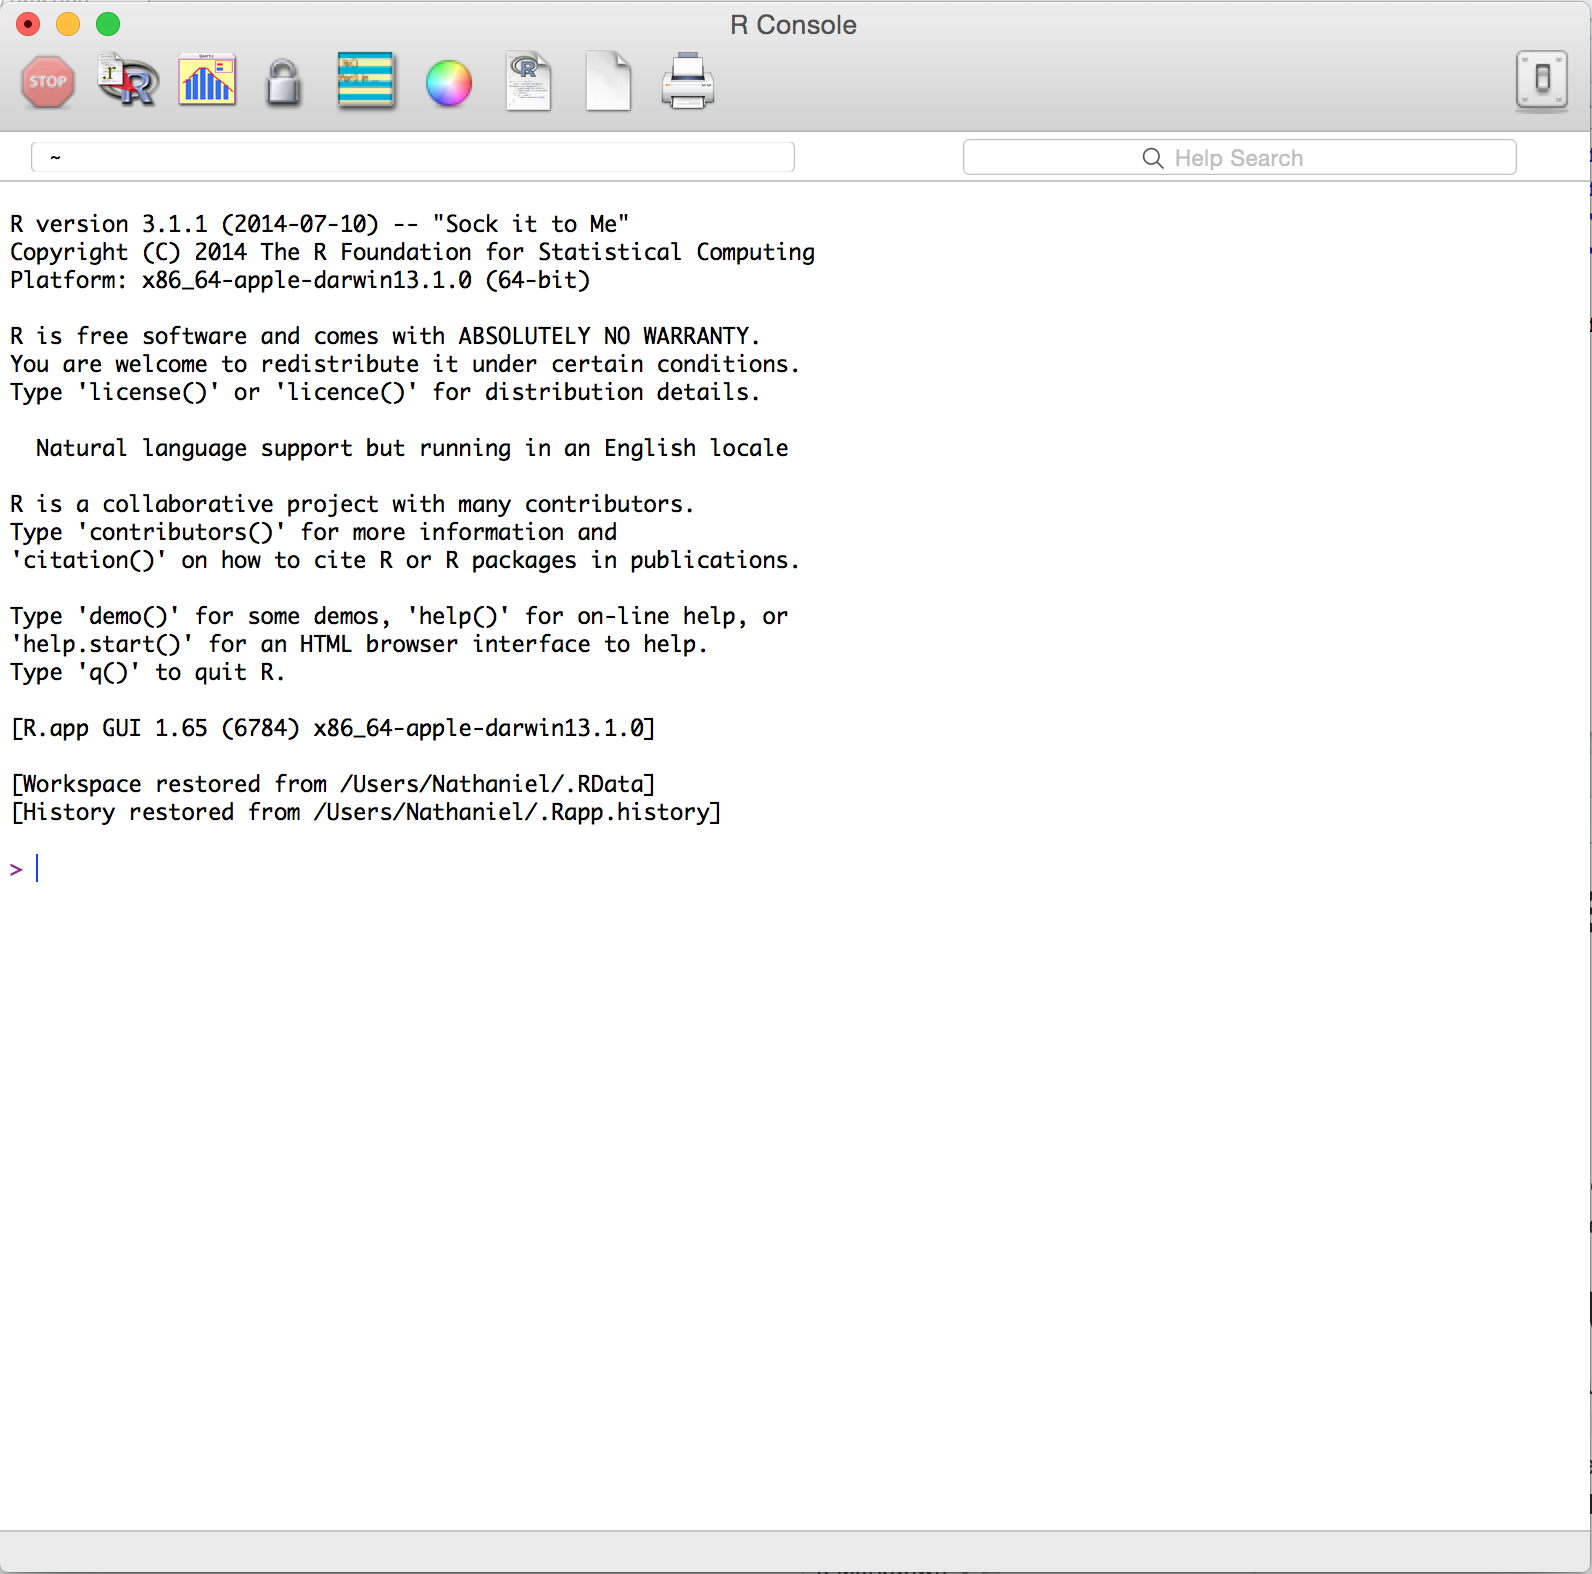 R Console
STOP
~
Help Search
R version 3.1.1 (2014-07-10) -- "Sock it to Me"
Copyright (C) 2014 The R Foundation for Statistical Computing
Platform: x86_64-apple-darwin13.1.0 (64-bit)
R is free software and comes with ABSOLUTELY NO WARRANTY.
You are welcome to redistribute it under certain conditions.
Type 'license()' or 'licence()' for distribution details.
Natural language support but running in an English locale
R is a collaborative project with many contributors.
Type 'contributors()' for more information and
'citation()' on how to cite R or R packages in publications.
Type 'demo()' for some demos, 'help()' for on-line help, or
'help.start()' for an HTML browser interface to help.
Type 'q()' to quit R.
[R.app GUI 1.65 (6784) x86_64-apple-darwin13.1.0]
[Workspace restored from /Users/Nathaniel/.RData]
[History restored from /Users/Nathaniel/.Rapp.history]
>